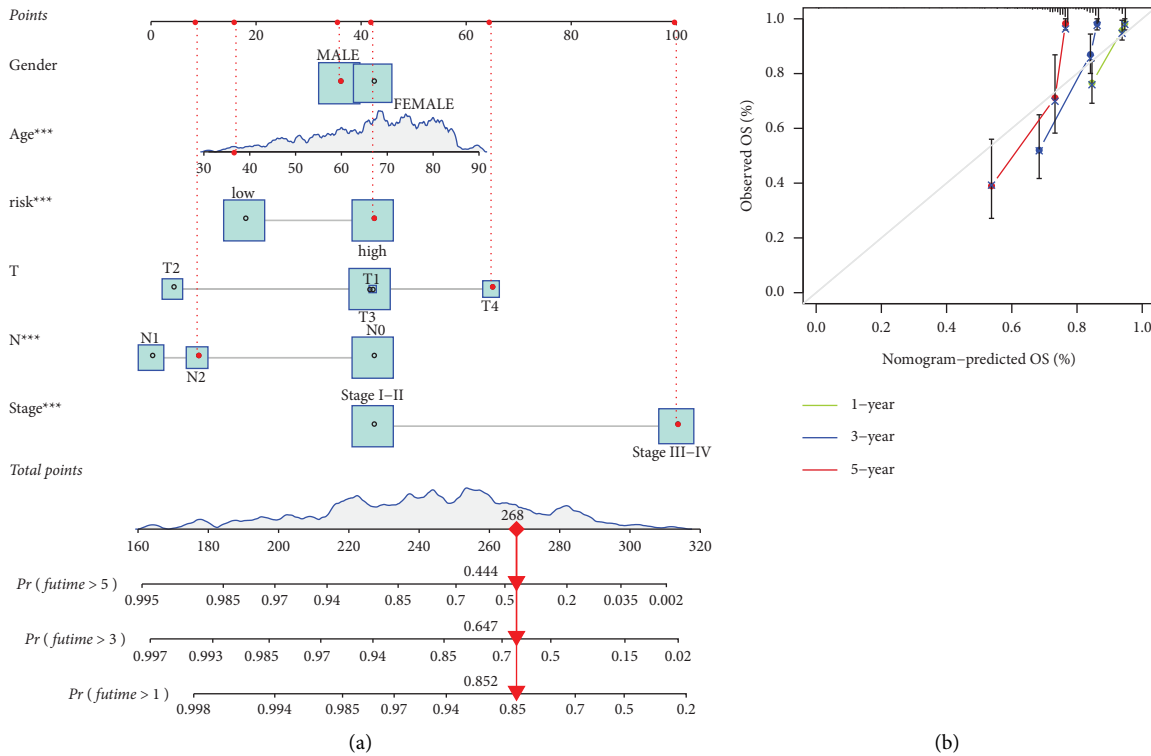 Points
0 20 40 60 80 100
Gender
MALE
FEMALE
Age***
30 40 50 60 70 80 90
risk***
low
high
T
T2
T1
T3
T4
N***
N1
N2
N0
Stage***
Stage I–II
Stage III–IV
Total points
268
160 180 200 220 240 260 280 300 320
0.444
Pr ( futime > 5 )
0.995 0.985 0.97 0.94 0.85 0.7 0.5 0.2 0.035 0.002
0.647
Pr ( futime > 3 )
0.997 0.993 0.985 0.97 0.94 0.85 0.7 0.5 0.15 0.02
0.852
Pr ( futime > 1 )
0.998 0.994 0.985 0.97 0.94 0.85 0.7 0.5 0.2
(a)
Observed OS (%)
1.0
0.8
0.6
0.4
0.2
0.0
0.0 0.2 0.4 0.6 0.8 1.0
Nomogram–predicted OS (%)
1–year
3–year
5–year
(b)